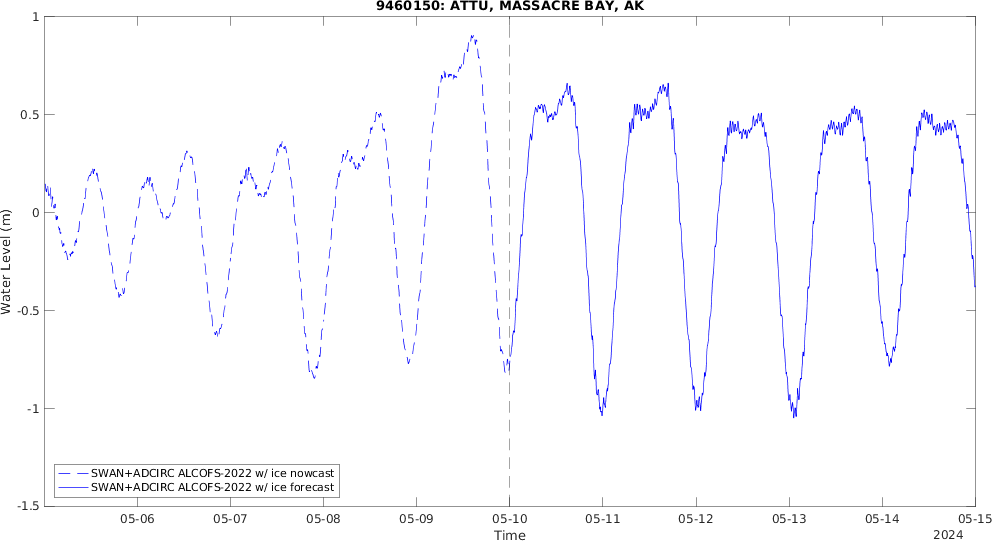 9460150: ATTU, MASSACRE BAY, AK
1
0.5
0
-0.5
-1
-1.5
Water Level (m)
SWAN+ADCIRC ALCOFS-2022 w/ ice nowcast
SWAN+ADCIRC ALCOFS-2022 w/ ice forecast
05-06 05-07 05-08 05-09 05-10 05-11 05-12 05-13 05-14 05-15
Time
2024